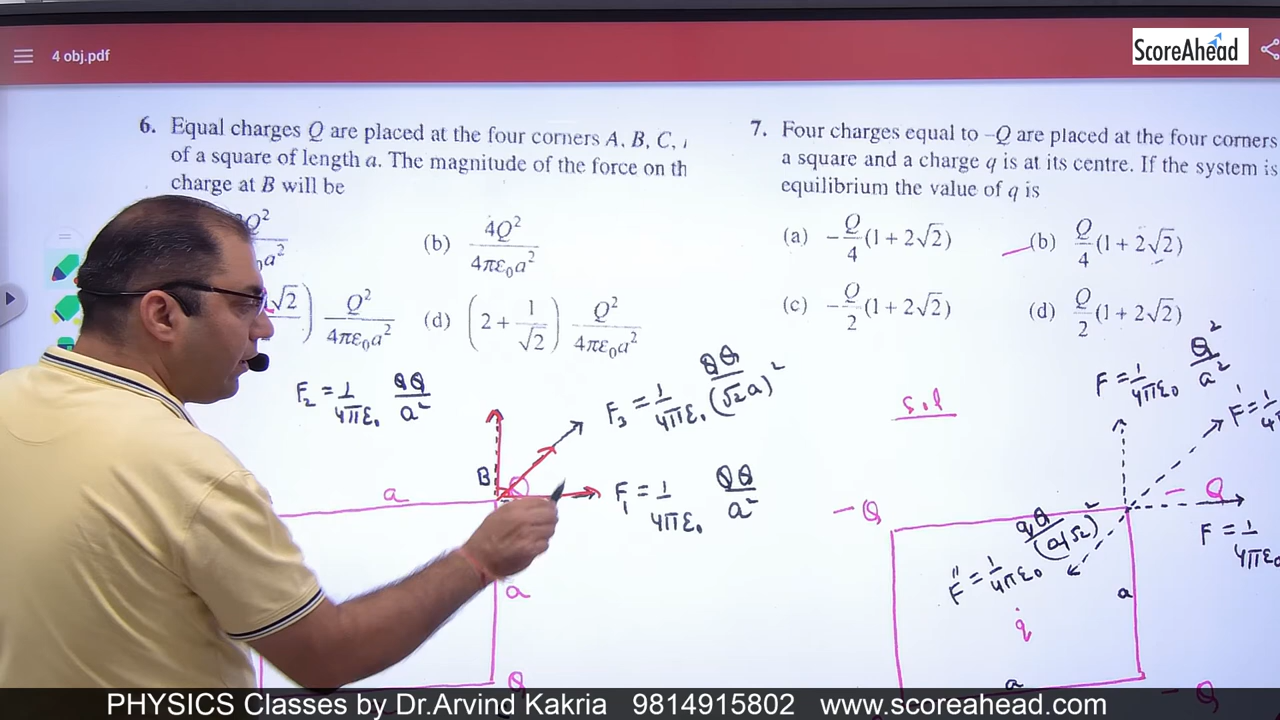 4 obj.pdf
ScoreAhead
6. Equal charges Q are placed at the four corners A, B, C,
of a square of length a. The magnitude of the force on th
charge at B will be
Q²
a²
(b) 4Q² / 4πε₀a²
√2) Q² / 4πε₀a²
(d) (2 + 1/√2) Q² / 4πε₀a²
F₂ = 1/4πε₀ QQ/a²
F₃ = 1/4πε₀ QQ/(√2a)²
B
F₁ = 1/4πε₀ QQ/a²
a
a
Q
7. Four charges equal to –Q are placed at the four corners
a square and a charge q is at its centre. If the system is
equilibrium the value of q is
(a) −Q/4 (1 + 2√2)
(b) Q/4 (1 + 2√2)
(c) −Q/2 (1 + 2√2)
(d) Q/2 (1 + 2√2)
Sol
F = 1/4πε₀ Q²/a²
F' = 1/4π
– Q
– Q
F = 1/4πε₀
F'' = 1/4πε₀
a
q
a
– Q
PHYSICS Classes by Dr.Arvind Kakria 9814915802 www.scoreahead.com